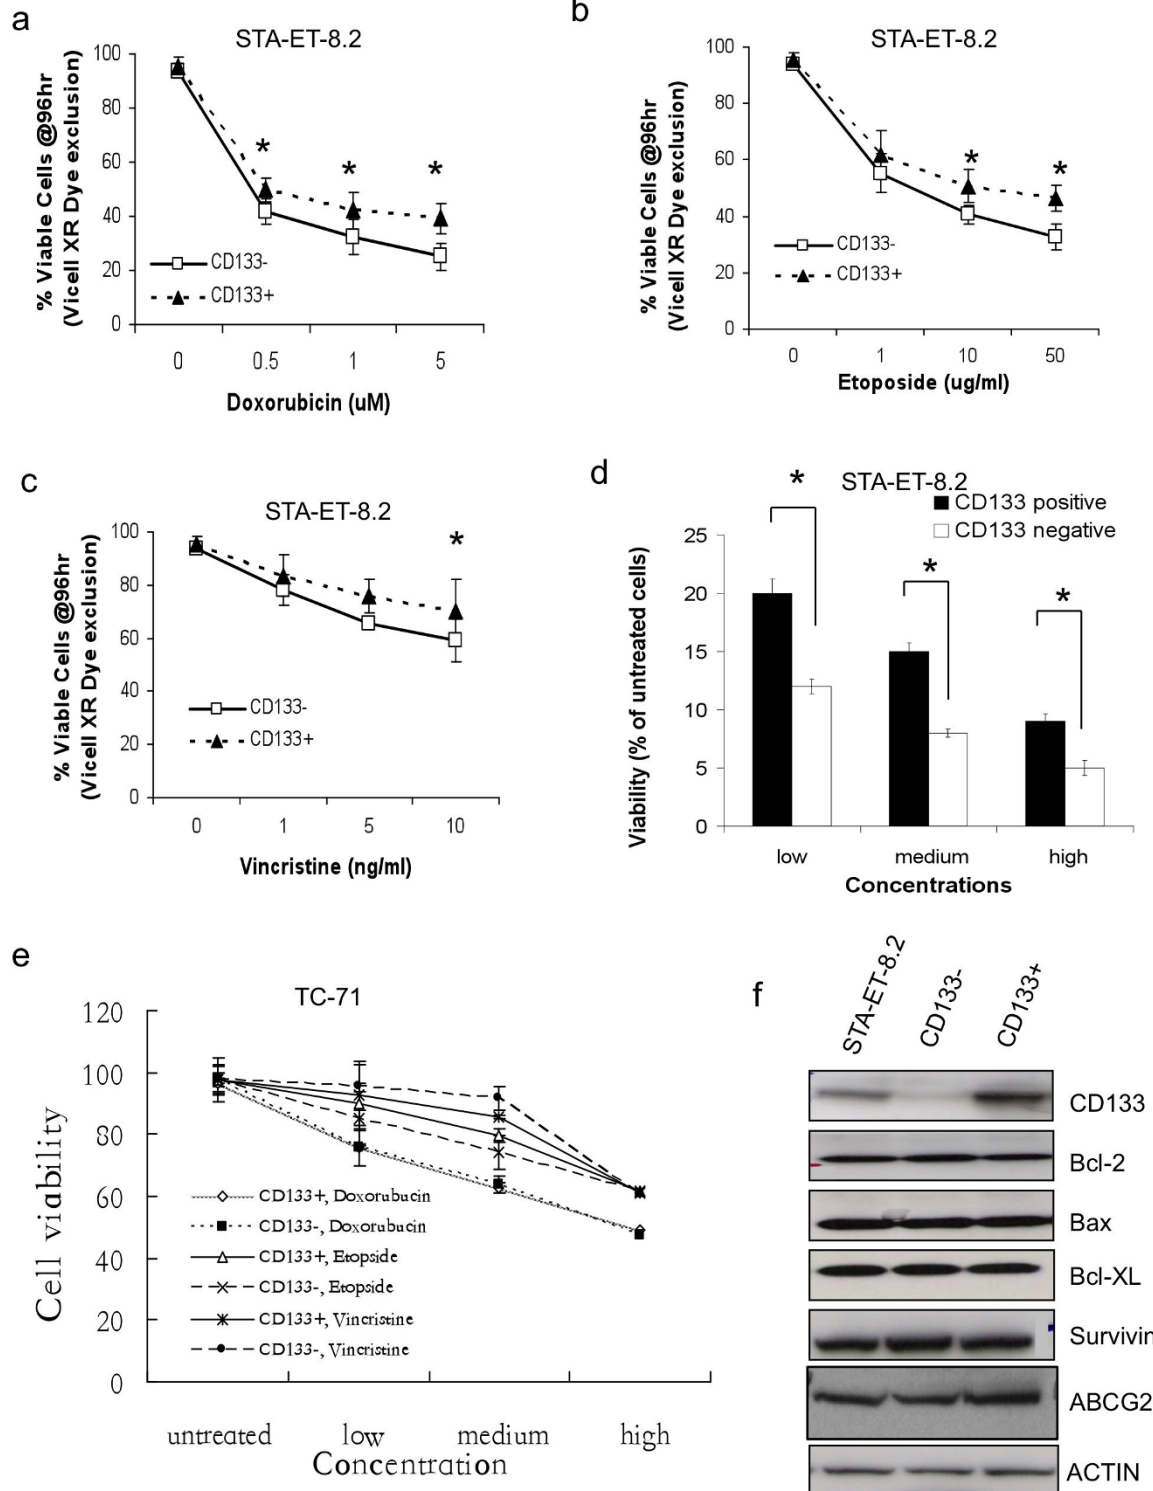 a
STA-ET-8.2
% Viable Cells @96hr
(Vicell XR Dye exclusion)
100
80
60
40
20
0
*
*
*
CD133-
CD133+
0 0.5 1 5
Doxorubicin (uM)
b
STA-ET-8.2
% Viable Cells @96hr
(Vicell XR Dye exclusion)
100
80
60
40
20
0
*
*
CD133-
CD133+
0 1 10 50
Etoposide (ug/ml)
c
STA-ET-8.2
% Viable Cells @96hr
(Vicell XR Dye exclusion)
100
80
60
40
20
0
*
CD133-
CD133+
0 1 5 10
Vincristine (ng/ml)
d
STA-ET-8.2
CD133 positive
CD133 negative
Viability (% of untreated cells)
25
20
15
10
5
0
*
*
*
low medium high
Concentrations
e
TC-71
Cell viability
120
100
80
60
40
20
0
CD133+, Doxorubucin
CD133-, Doxorubucin
CD133+, Etopside
CD133-, Etopside
CD133+, Vincristine
CD133-, Vincristine
untreated low medium high
Concentration
f
STA-ET-8.2 CD133- CD133+
CD133
Bcl-2
Bax
Bcl-XL
Survivin
ABCG2
ACTIN